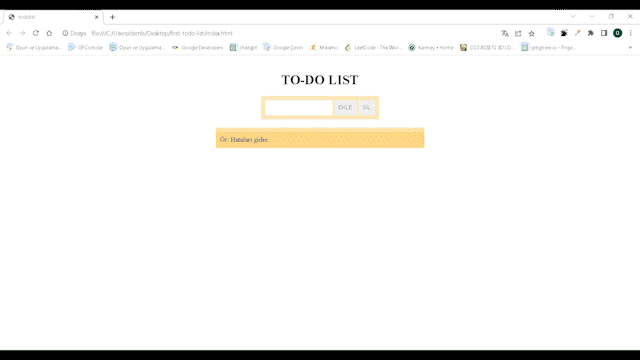 todolist
Dosya file:///C:/Users/demla/Desktop/first-todo-list/index.html
Oyun ve Uygulama... GFConsole Oyun ve Uygulama... Google Developers chatgpt Google Çeviri Mixamo LeetCode - The Wor... Kenney • Home CC0 ASSETS 3D LO... gitignore.io - Proje...
TO-DO LIST
EKLE SİL
Ör: Hataları gider